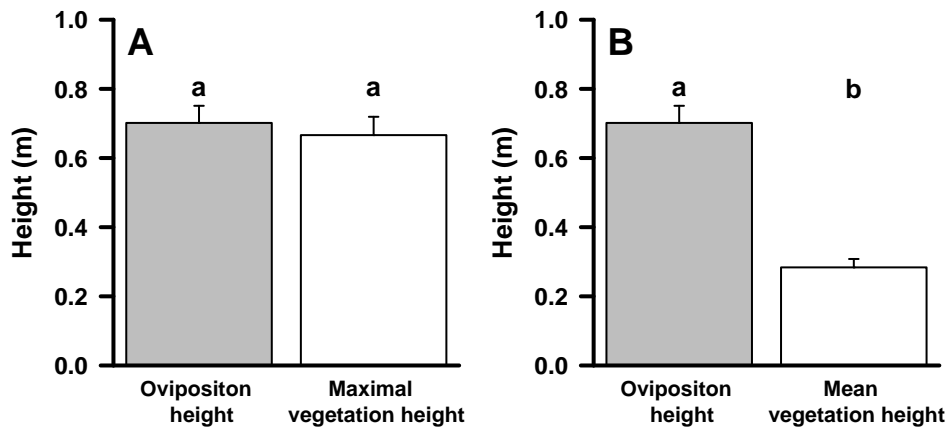 A
Height (m)
1.0
0.8
0.6
0.4
0.2
0.0
a
a
Ovipositon
height
Maximal
vegetation height
B
Height (m)
1.0
0.8
0.6
0.4
0.2
0.0
a
b
Ovipositon
height
Mean
vegetation height